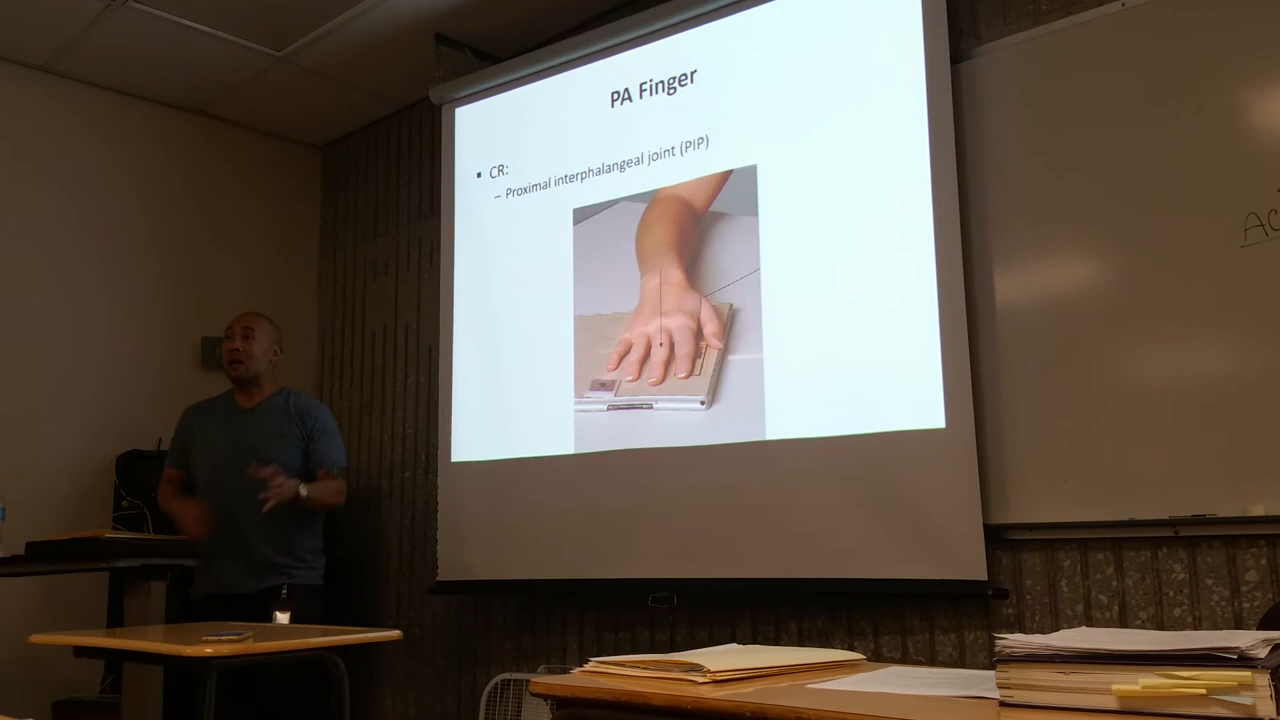 PA Finger
▪ CR:
– Proximal interphalangeal joint (PIP)